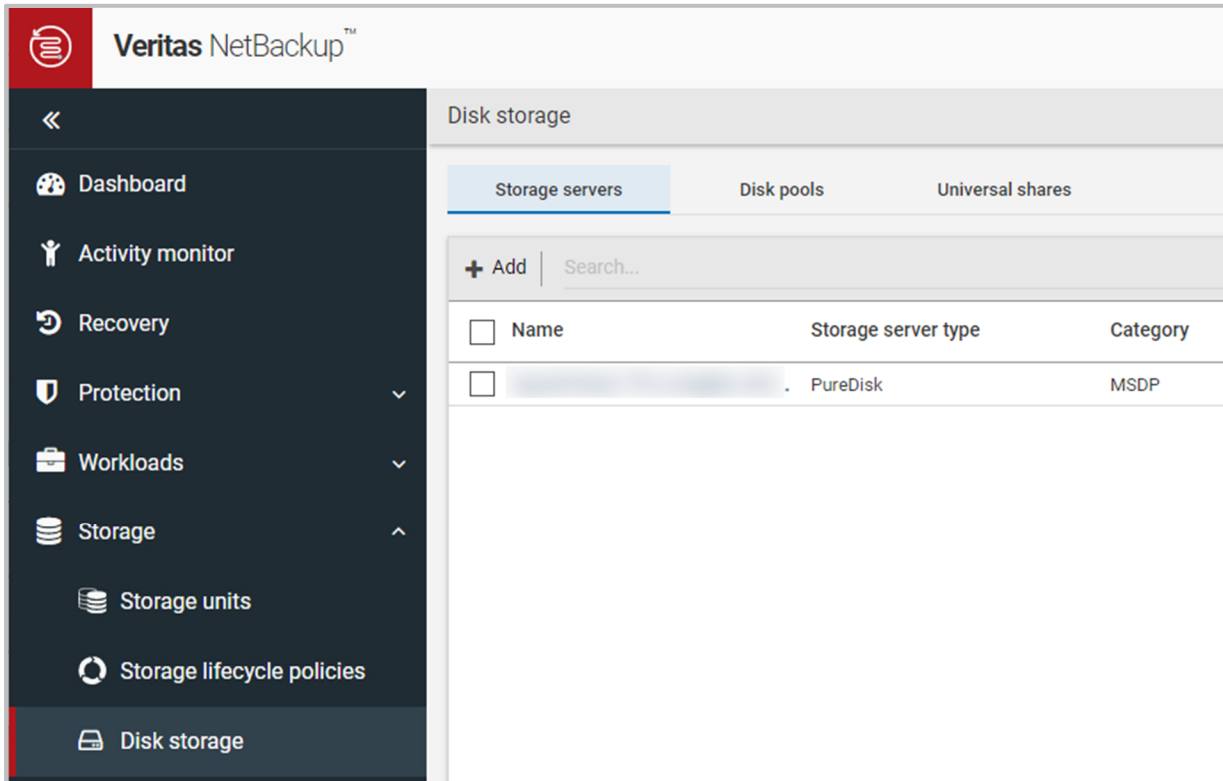 Veritas NetBackup™
Disk storage
Dashboard
Storage servers Disk pools Universal shares
Activity monitor
Add Search...
Recovery
Name Storage server type Category
Protection
PureDisk MSDP
Workloads
Storage
Storage units
Storage lifecycle policies
Disk storage